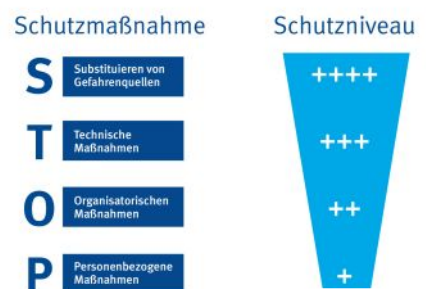 Schutzmaßnahme Schutzniveau
S Substituieren von
Gefahrenquellen
++++
T Technische
Maßnahmen
+++
O Organisatorischen
Maßnahmen
++
P Personenbezogene
Maßnahmen
+